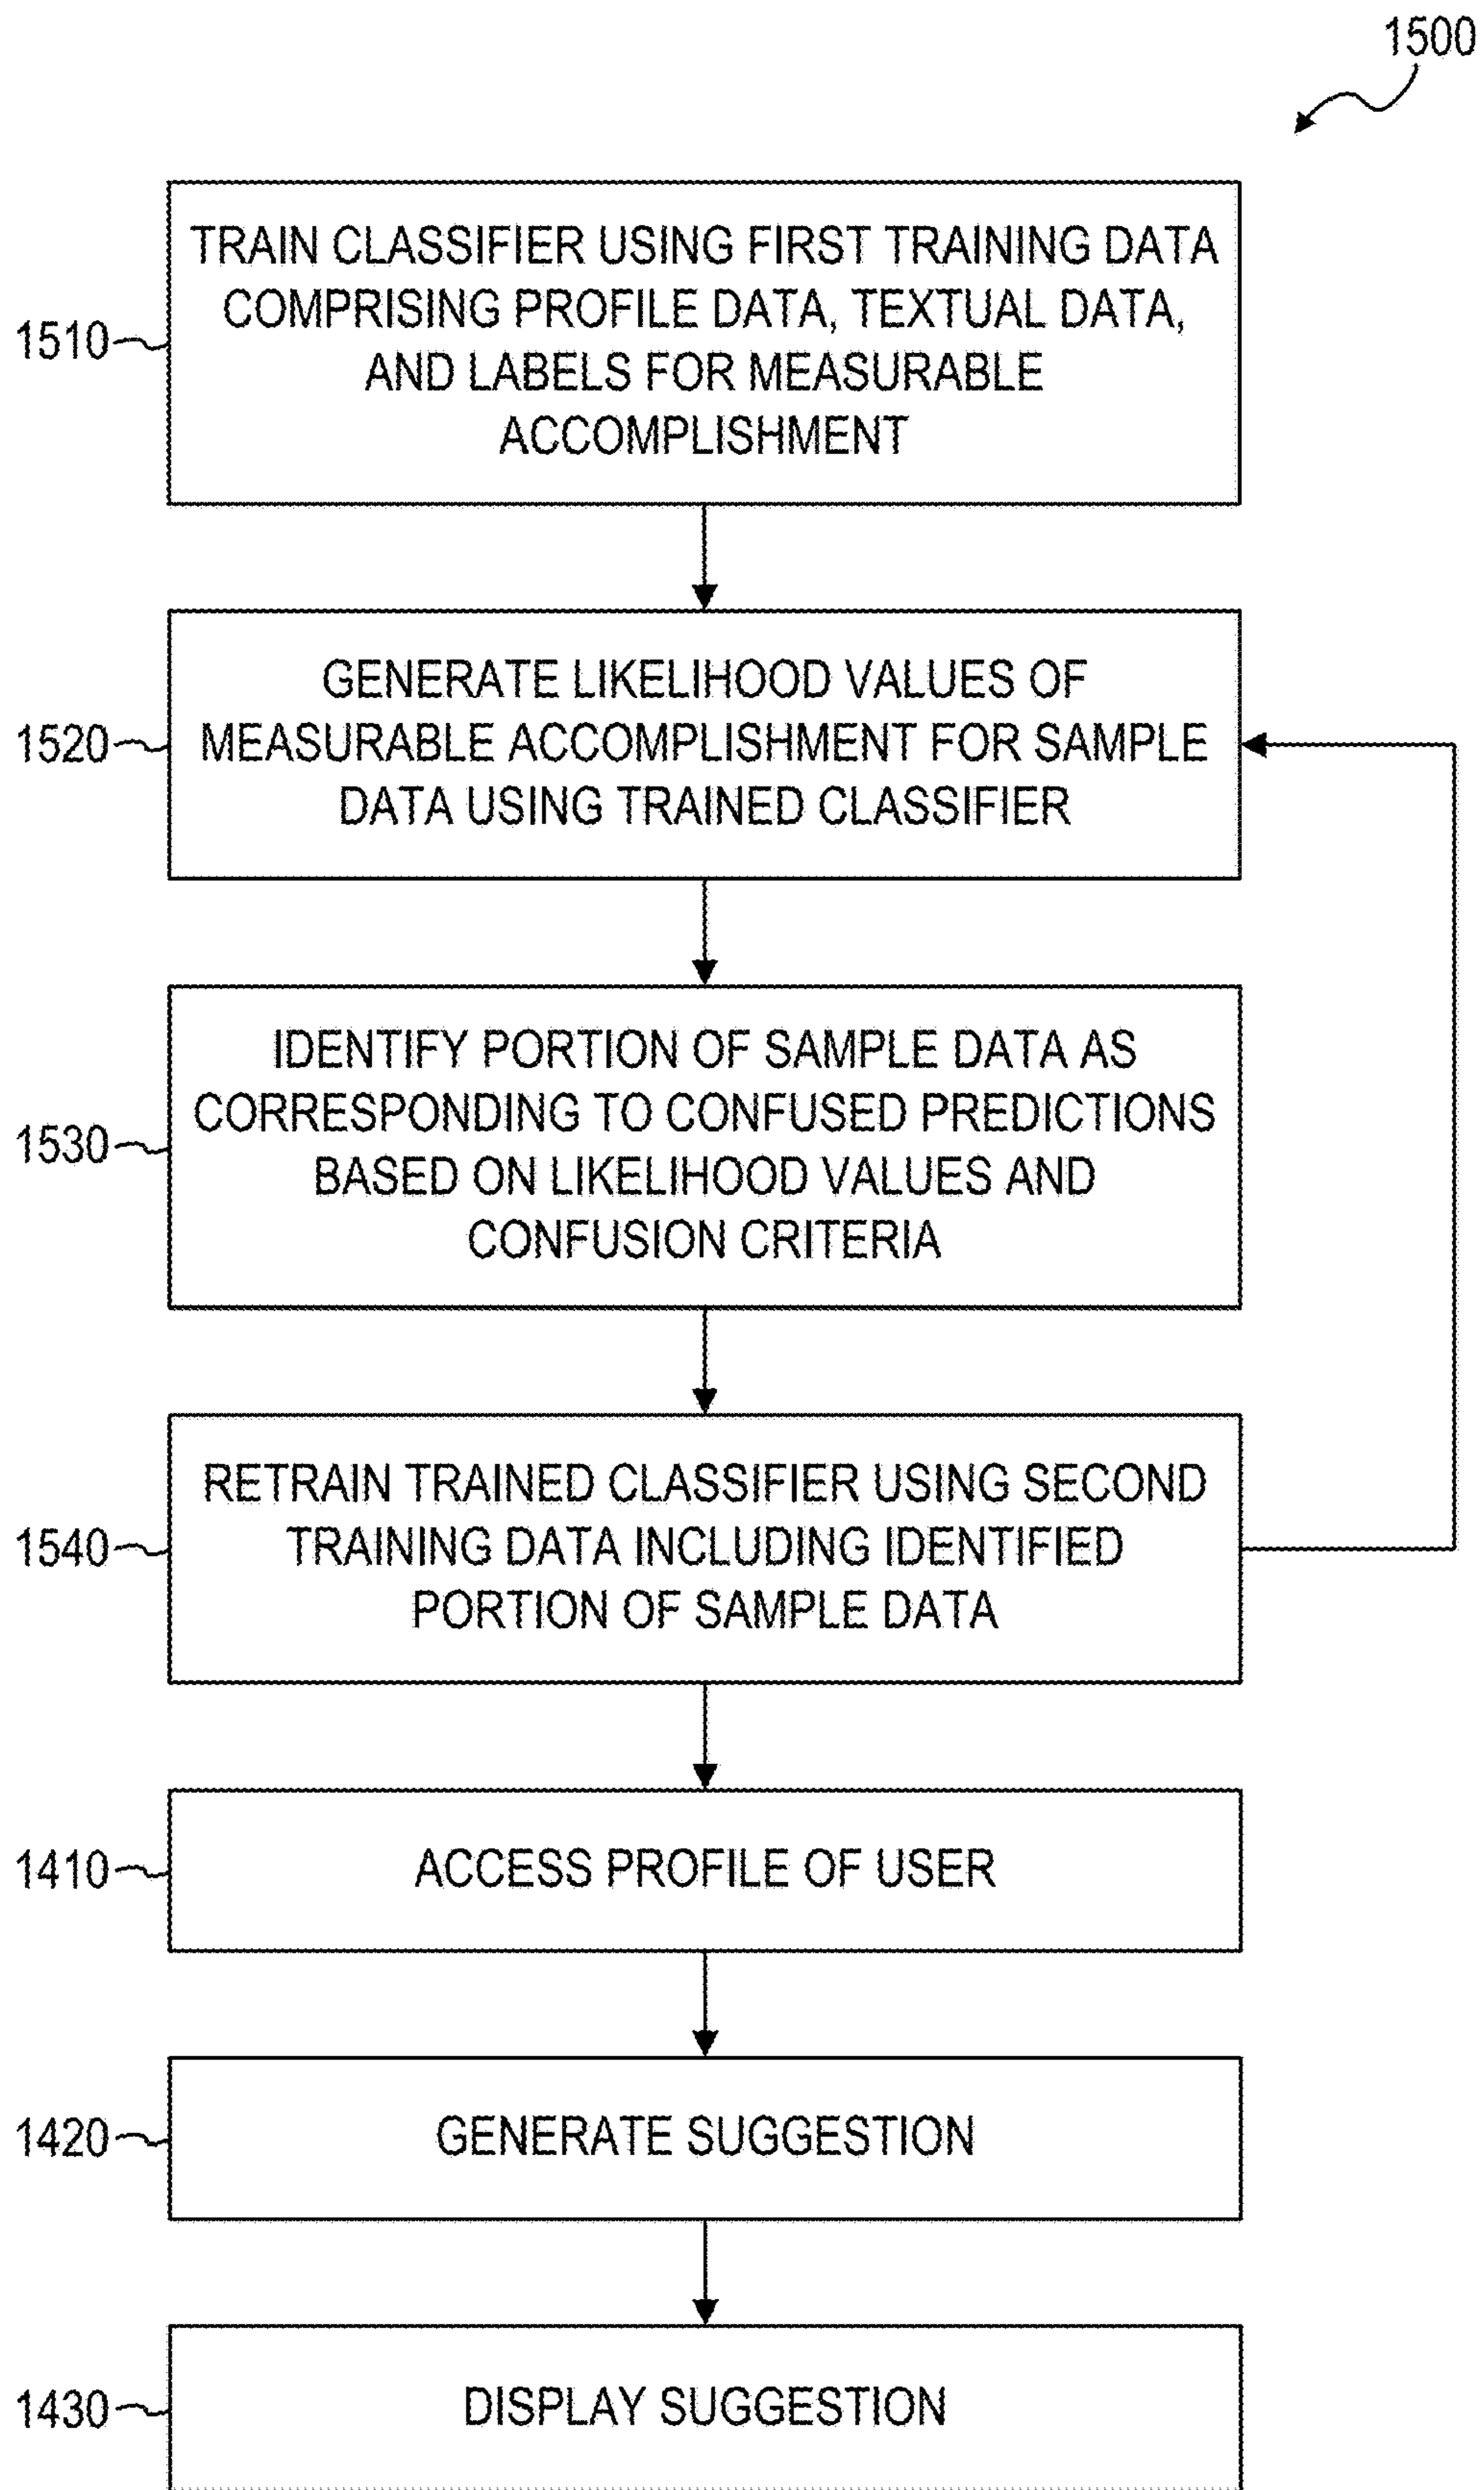 1500
TRAIN CLASSIFIER USING FIRST TRAINING DATA
COMPRISING PROFILE DATA, TEXTUAL DATA,
AND LABELS FOR MEASURABLE
ACCOMPLISHMENT
1510
GENERATE LIKELIHOOD VALUES OF
MEASURABLE ACCOMPLISHMENT FOR SAMPLE
DATA USING TRAINED CLASSIFIER
1520
IDENTIFY PORTION OF SAMPLE DATA AS
CORRESPONDING TO CONFUSED PREDICTIONS
BASED ON LIKELIHOOD VALUES AND
CONFUSION CRITERIA
1530
RETRAIN TRAINED CLASSIFIER USING SECOND
TRAINING DATA INCLUDING IDENTIFIED
PORTION OF SAMPLE DATA
1540
ACCESS PROFILE OF USER
1410
GENERATE SUGGESTION
1420
DISPLAY SUGGESTION
1430